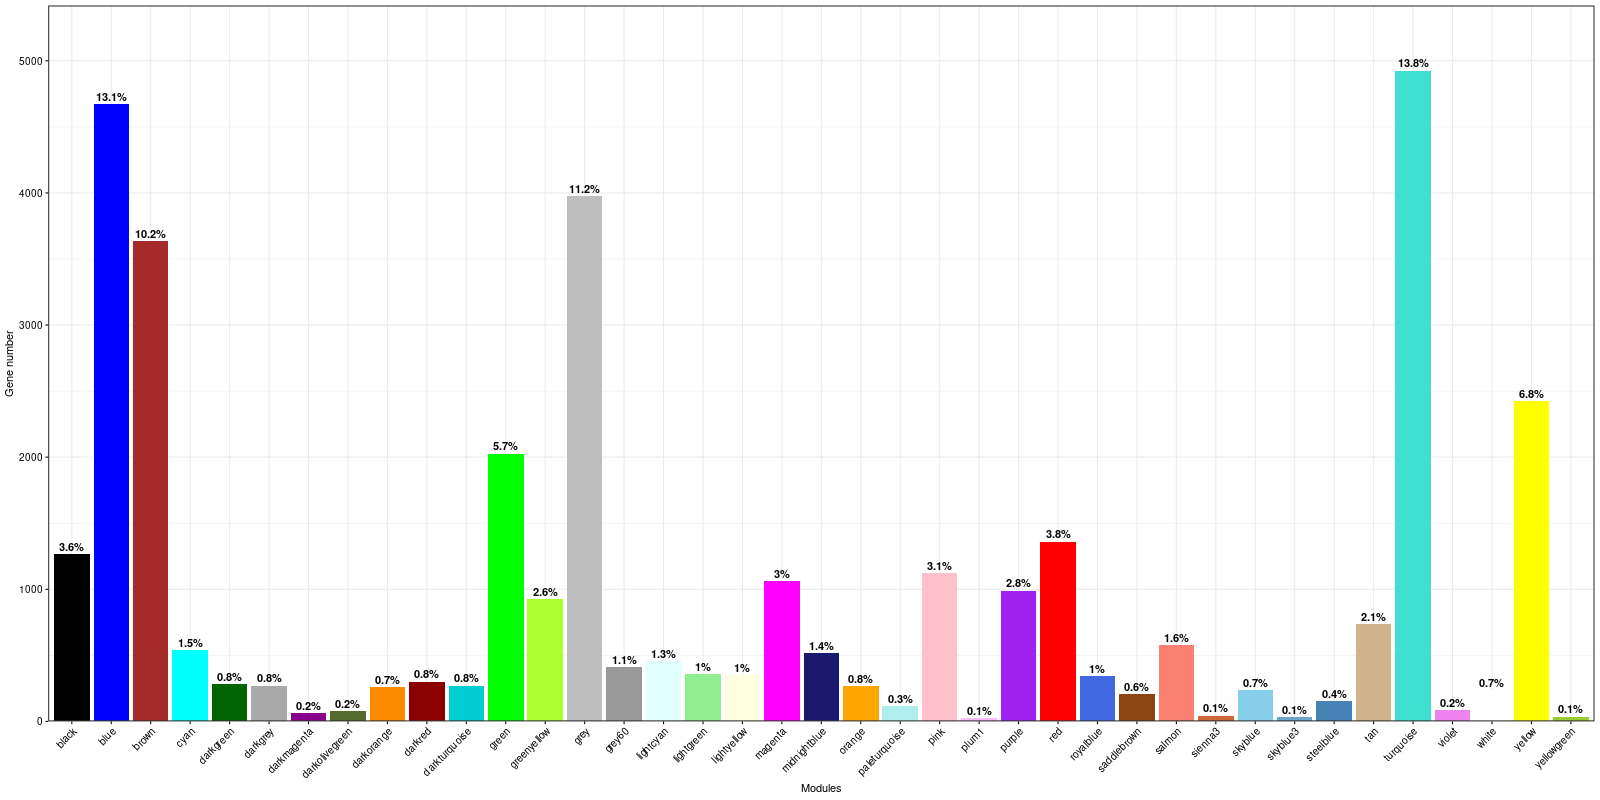 Gene number
5000
4000
3000
2000
1000
0
3.6%
13.1%
10.2%
1.5%
0.8%
0.8%
0.2%
0.2%
0.7%
0.8%
0.8%
5.7%
2.6%
11.2%
1.1%
1.3%
1%
1%
3%
1.4%
0.8%
0.3%
3.1%
0.1%
2.8%
3.8%
1%
0.6%
1.6%
0.1%
0.7%
0.1%
0.4%
2.1%
13.8%
0.2%
0.7%
6.8%
0.1%
black
blue
brown
cyan
darkgreen
darkgrey
darkmagenta
darkolivegreen
darkorange
darkred
darkturquoise
green
greenyellow
grey
grey60
lightcyan
lightgreen
lightyellow
magenta
midnightblue
orange
paleturquoise
pink
plum1
purple
red
royalblue
saddlebrown
salmon
sienna3
skyblue
skyblue3
steelblue
tan
turquoise
violet
white
yellow
yellowgreen
Modules